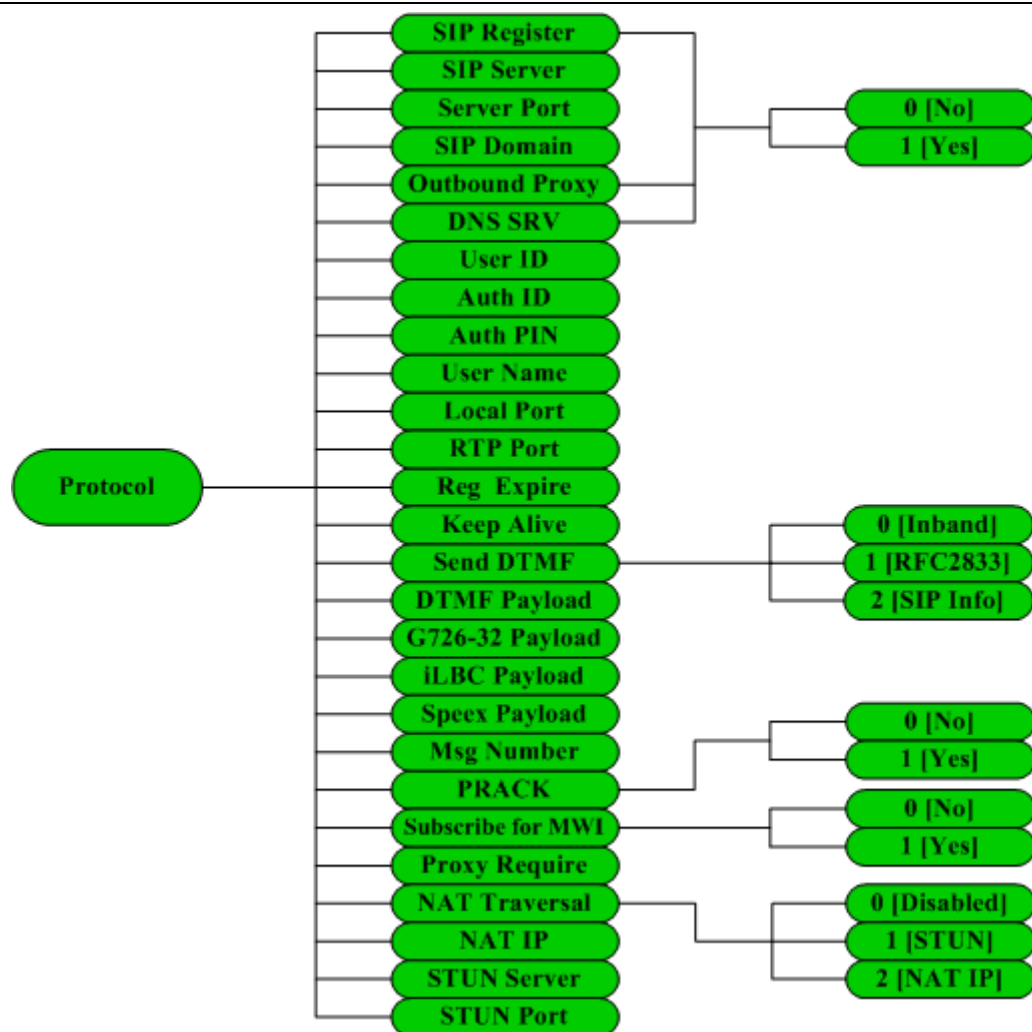 Protocol
SIP Register
SIP Server
Server Port
SIP Domain
Outbound Proxy
DNS SRV
User ID
Auth ID
Auth PIN
User Name
Local Port
RTP Port
Reg Expire
Keep Alive
Send DTMF
DTMF Payload
G726-32 Payload
iLBC Payload
Speex Payload
Msg Number
PRACK
Subscribe for MWI
Proxy Require
NAT Traversal
NAT IP
STUN Server
STUN Port
0 [No]
1 [Yes]
0 [Inband]
1 [RFC2833]
2 [SIP Info]
0 [No]
1 [Yes]
0 [No]
1 [Yes]
0 [Disabled]
1 [STUN]
2 [NAT IP]